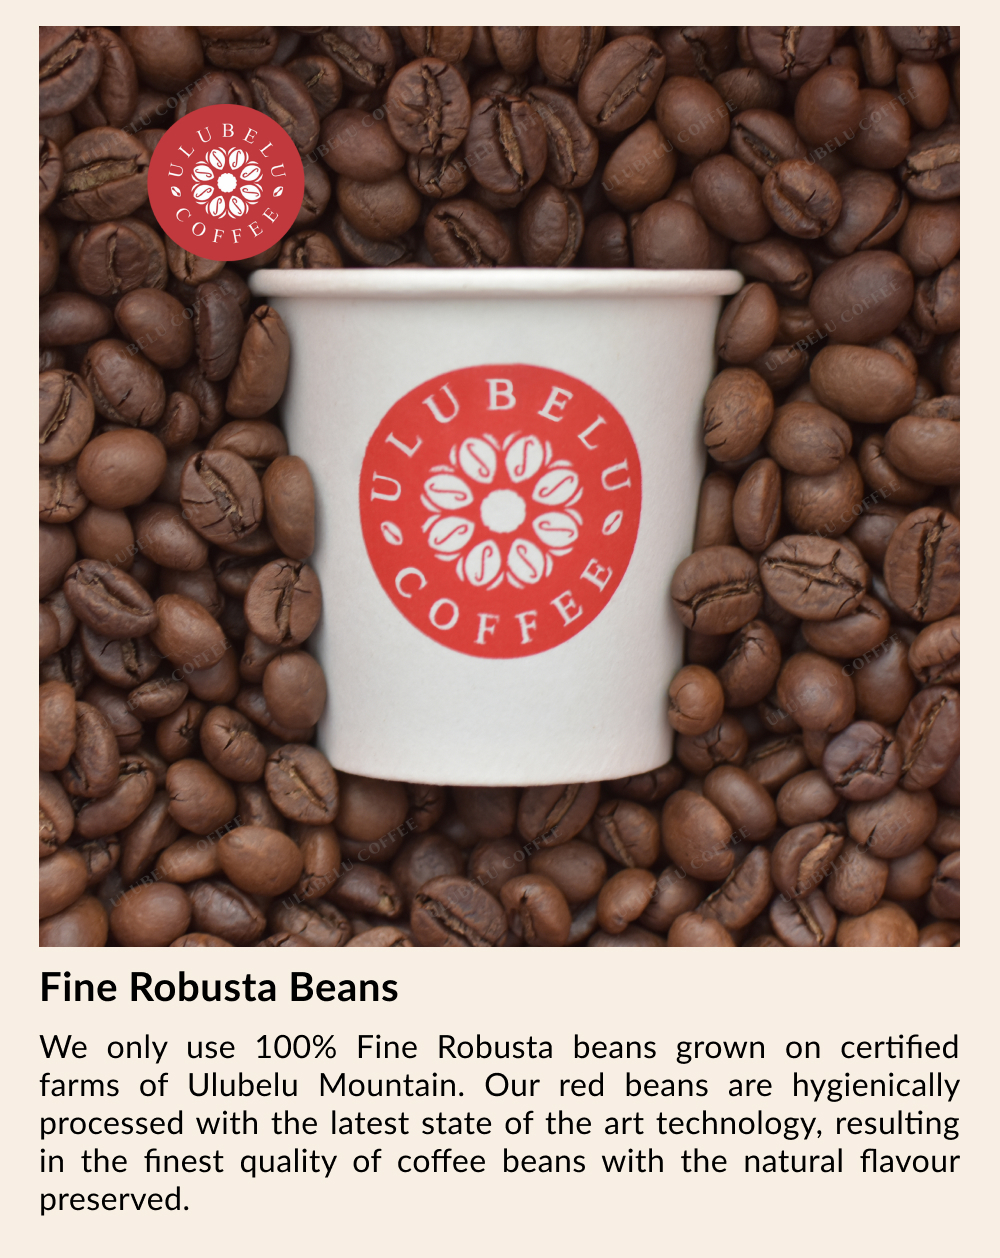 ULUBELU
COFFEE
ULUBELU
COFFEE
Fine Robusta Beans
We only use 100% Fine Robusta beans grown on certified
farms of Ulubelu Mountain. Our red beans are hygienically
processed with the latest state of the art technology, resulting
in the finest quality of coffee beans with the natural flavour
preserved.